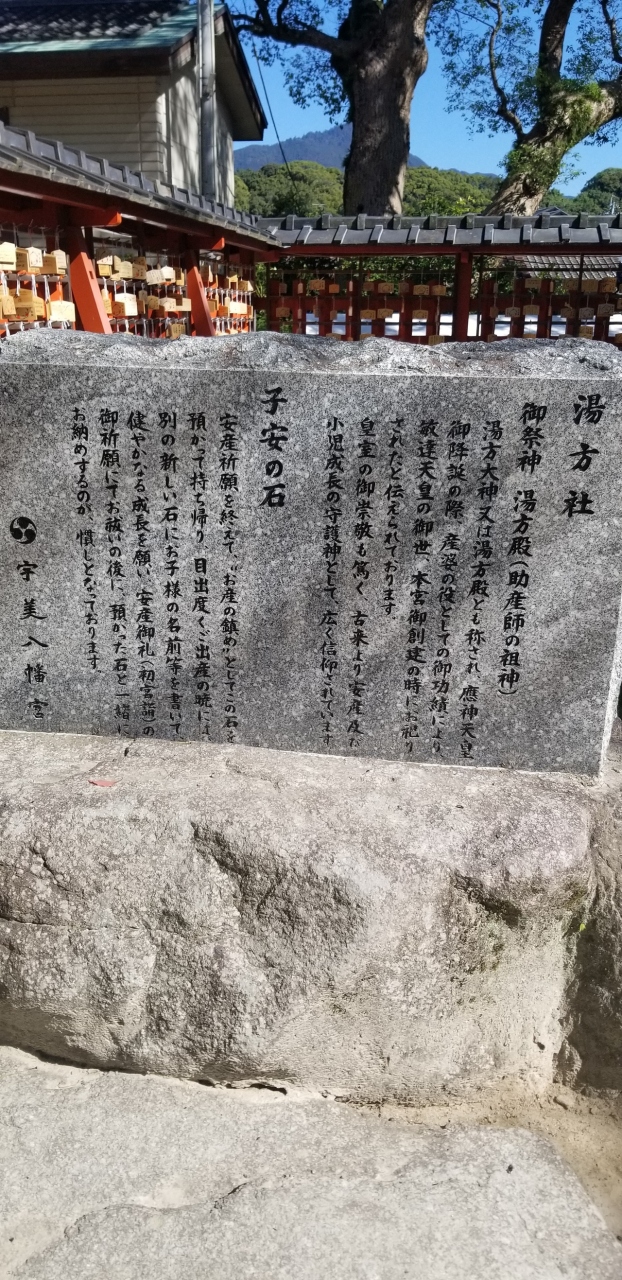 湯方社
御祭神 湯方殿(助産師の祖神)
湯方大神又は湯方殿とも称され、應神天皇
御降誕の際、産婆の役としての御功績により、
敏達天皇の御世、本宮御創建の時にお祀り
されたと伝えられております。
皇室の御崇敬も篤く、古来より安産及び
小児成長の守護神として、広く信仰されています。
子安の石
安産祈願を終えて、"お産の鎮め"としてこの石を
預かって持ち帰り、目出度くご出産の暁には、
別の新しい石にお子様の名前等を書いて
健やかなる成長を願い、安産御礼(初宮詣)の
御祈願にてお祓いの後に、預かった石と一緒に
お納めするのが、慣しとなっております。
宇美八幡宮